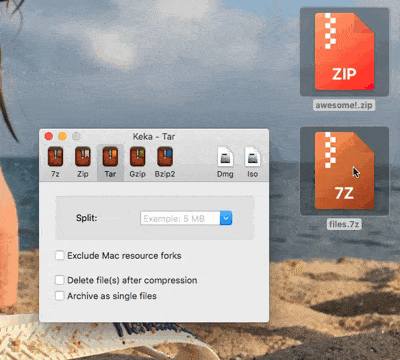 ZIP
awesome!.zip
Keka - Tar
7z
Zip
Tar
Gzip
Bzip2
Dmg
Iso
7Z
files.7z
Split:
Example: 5 MB
Exclude Mac resource forks
Delete file(s) after compression
Archive as single files